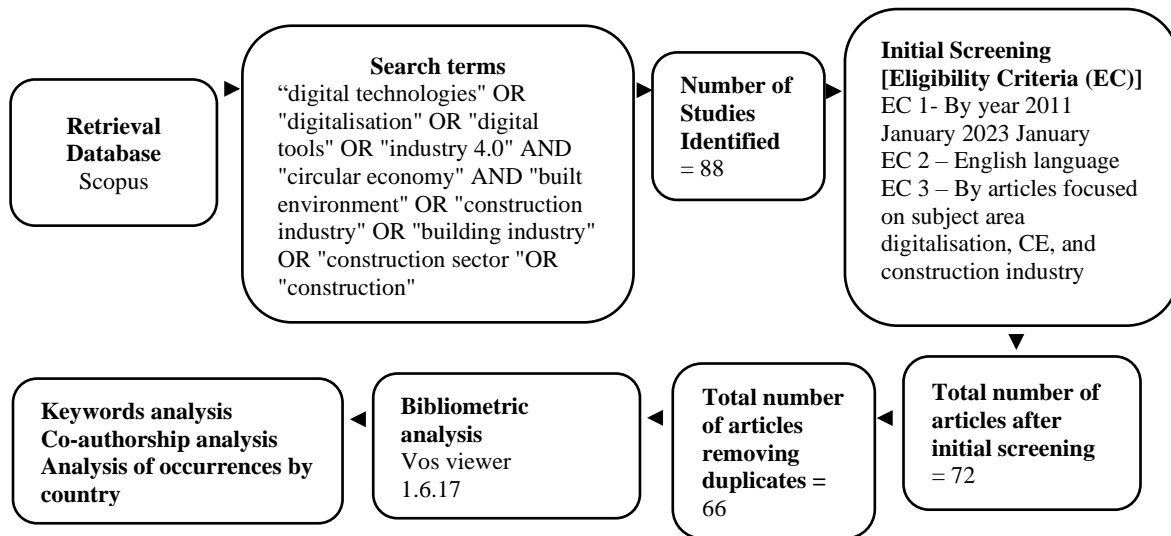 Retrieval
Database
Scopus
Search terms
“digital technologies" OR
"digitalisation" OR "digital
tools" OR "industry 4.0" AND
"circular economy" AND "built
environment" OR "construction
industry" OR "building industry"
OR "construction sector "OR
"construction"
Number of
Studies
Identified
= 88
Initial Screening
[Eligibility Criteria (EC)]
EC 1- By year 2011
January 2023 January
EC 2 – English language
EC 3 – By articles focused
on subject area
digitalisation, CE, and
construction industry
Total number of
articles after
initial screening
= 72
Total number
of articles
removing
duplicates =
66
Bibliometric
analysis
Vos viewer
1.6.17
Keywords analysis
Co-authorship analysis
Analysis of occurrences by
country